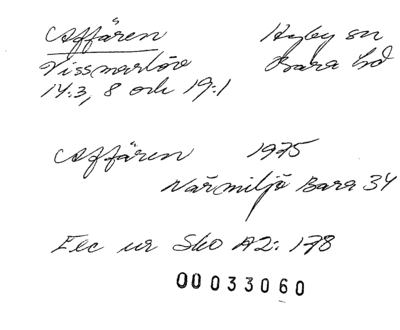 Affären Hyby sn
Vissmarlöv Bara hd
14:3, 8 och 19:1
Affären 1975
Närmiljö Bara 34
Exc ur Sko A2: 178
00033060